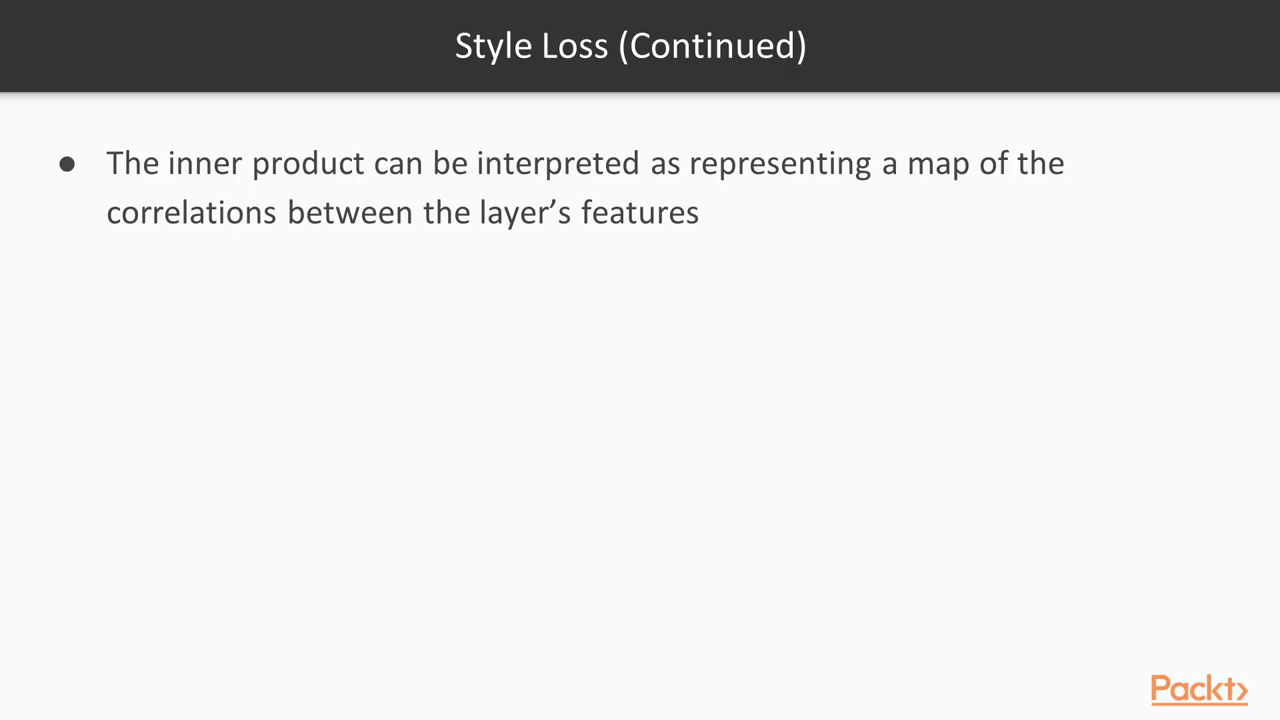 Style Loss (Continued)
● The inner product can be interpreted as representing a map of the
correlations between the layer’s features
Packt>